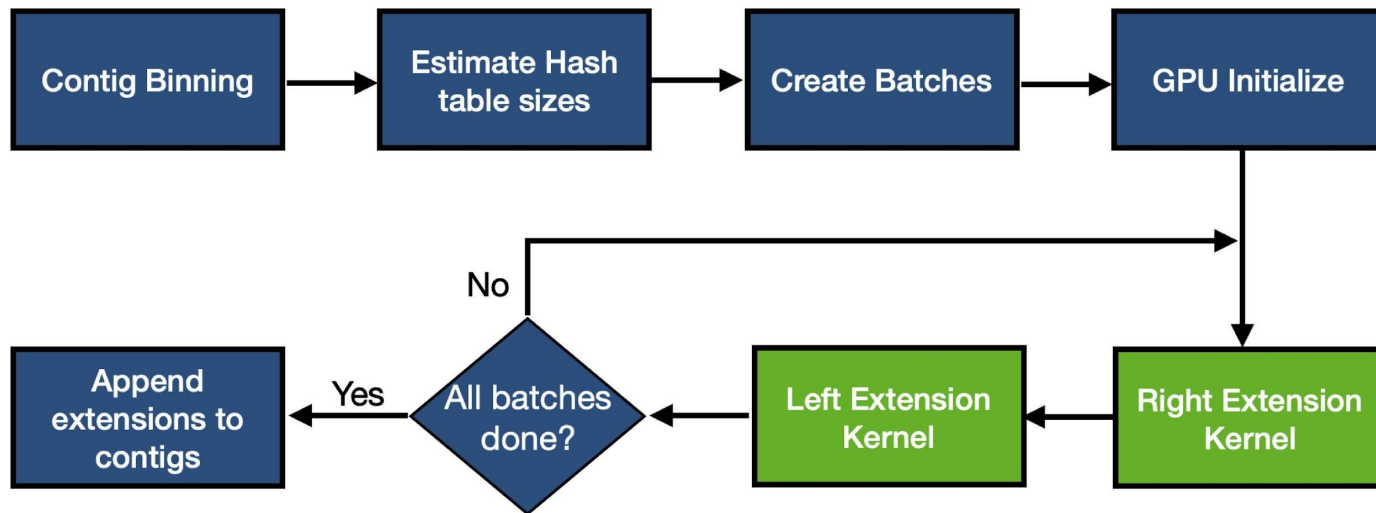 Contig Binning
Estimate Hash
table sizes
Create Batches
GPU Initialize
No
Append
extensions to
contigs
Yes
All batches
done?
Left Extension
Kernel
Right Extension
Kernel